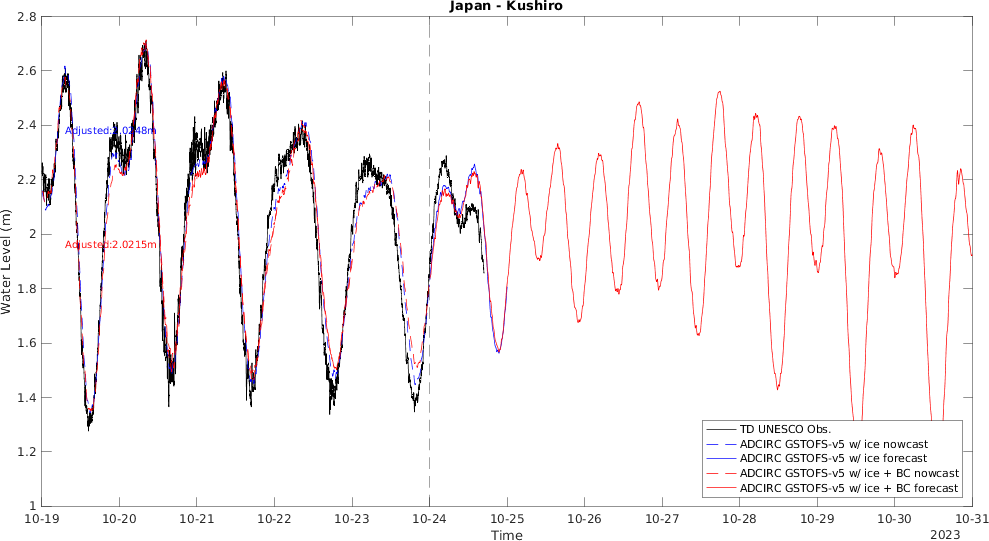 Japan - Kushiro
2.8
2.6
2.4
2.2
2
1.8
1.6
1.4
1.2
1
Water Level (m)
Adjusted:2.0248m
Adjusted:2.0215m
TD UNESCO Obs.
ADCIRC GSTOFS-v5 w/ ice nowcast
ADCIRC GSTOFS-v5 w/ ice forecast
ADCIRC GSTOFS-v5 w/ ice + BC nowcast
ADCIRC GSTOFS-v5 w/ ice + BC forecast
10-19 10-20 10-21 10-22 10-23 10-24 10-25 10-26 10-27 10-28 10-29 10-30 10-31
Time
2023